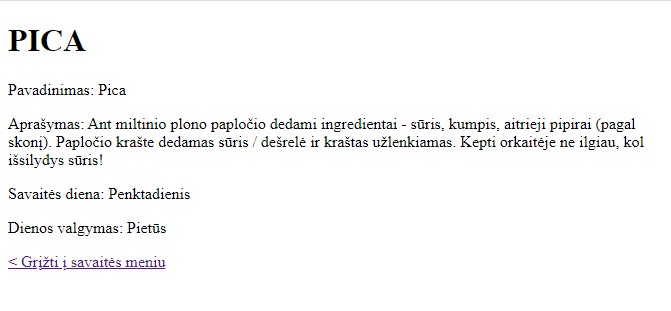 PICA
Pavadinimas: Pica
Aprašymas: Ant miltinio plono papločio dedami ingredientai - sūris, kumpis, aitrieji pipirai (pagal
skonį). Papločio krašte dedamas sūris / dešrelė ir kraštas užlenkiamas. Kepti orkaitėje ne ilgiau, kol
išsilydys sūris!
Savaitės diena: Penktadienis
Dienos valgymas: Pietūs
< Grįžti į savaitės meniu